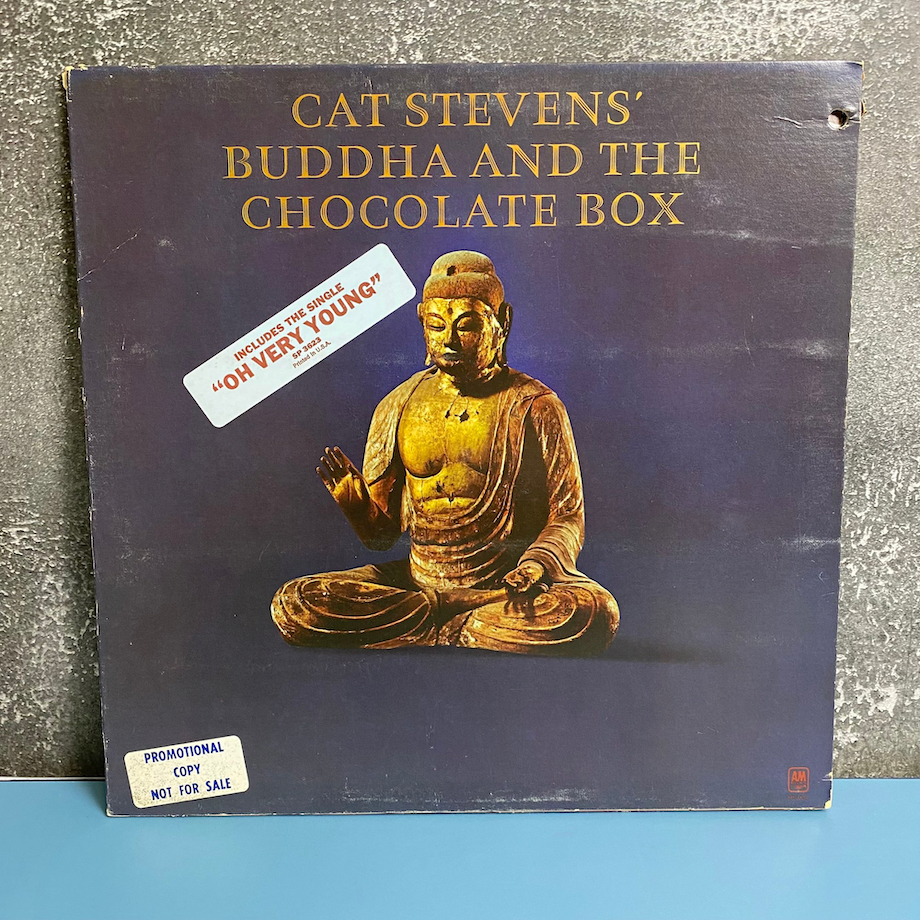 CAT STEVENS'
BUDDHA AND THE
CHOCOLATE BOX
INCLUDES THE SINGLE
"OH VERY YOUNG"
SP 3623
Printed in U.S.A.
PROMOTIONAL
COPY
NOT FOR SALE
A&M